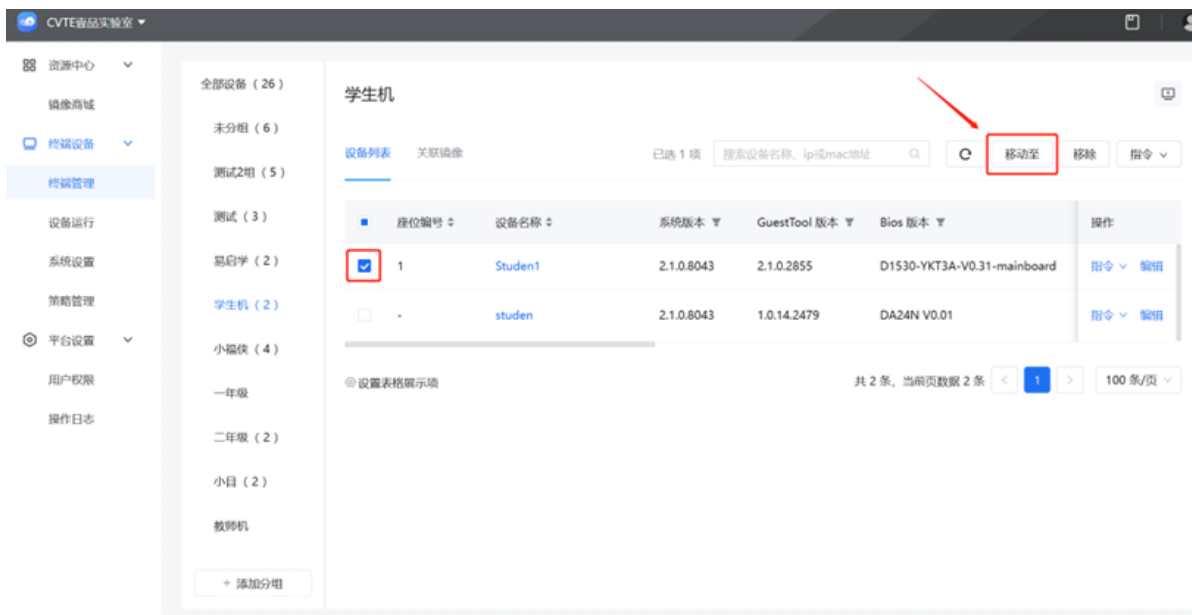 CVTE壹品实验室
资源中心
镜像商城
终端设备
终端管理
设备运行
系统设置
策略管理
平台设置
用户权限
操作日志
全部设备（26）
未分组（6）
测试2组（5）
测试（3）
易启学（2）
学生机（2）
小福侠（4）
一年级
二年级（2）
小目（2）
教师机
+ 添加分组
学生机
设备列表 关联镜像 已选 1 项 搜索设备名称、ip或mac地址 移动至 移除 指令
座位编号 设备名称 系统版本 GuestTool 版本 Bios 版本 操作
1 Studen1 2.1.0.8043 2.1.0.2855 D1530-YKT3A-V0.31-mainboard 指令 编辑
- studen 2.1.0.8043 1.0.14.2479 DA24N V0.01 指令 编辑
设置表格展示项 共 2 条，当前页数据 2 条 < 1 > 100 条/页